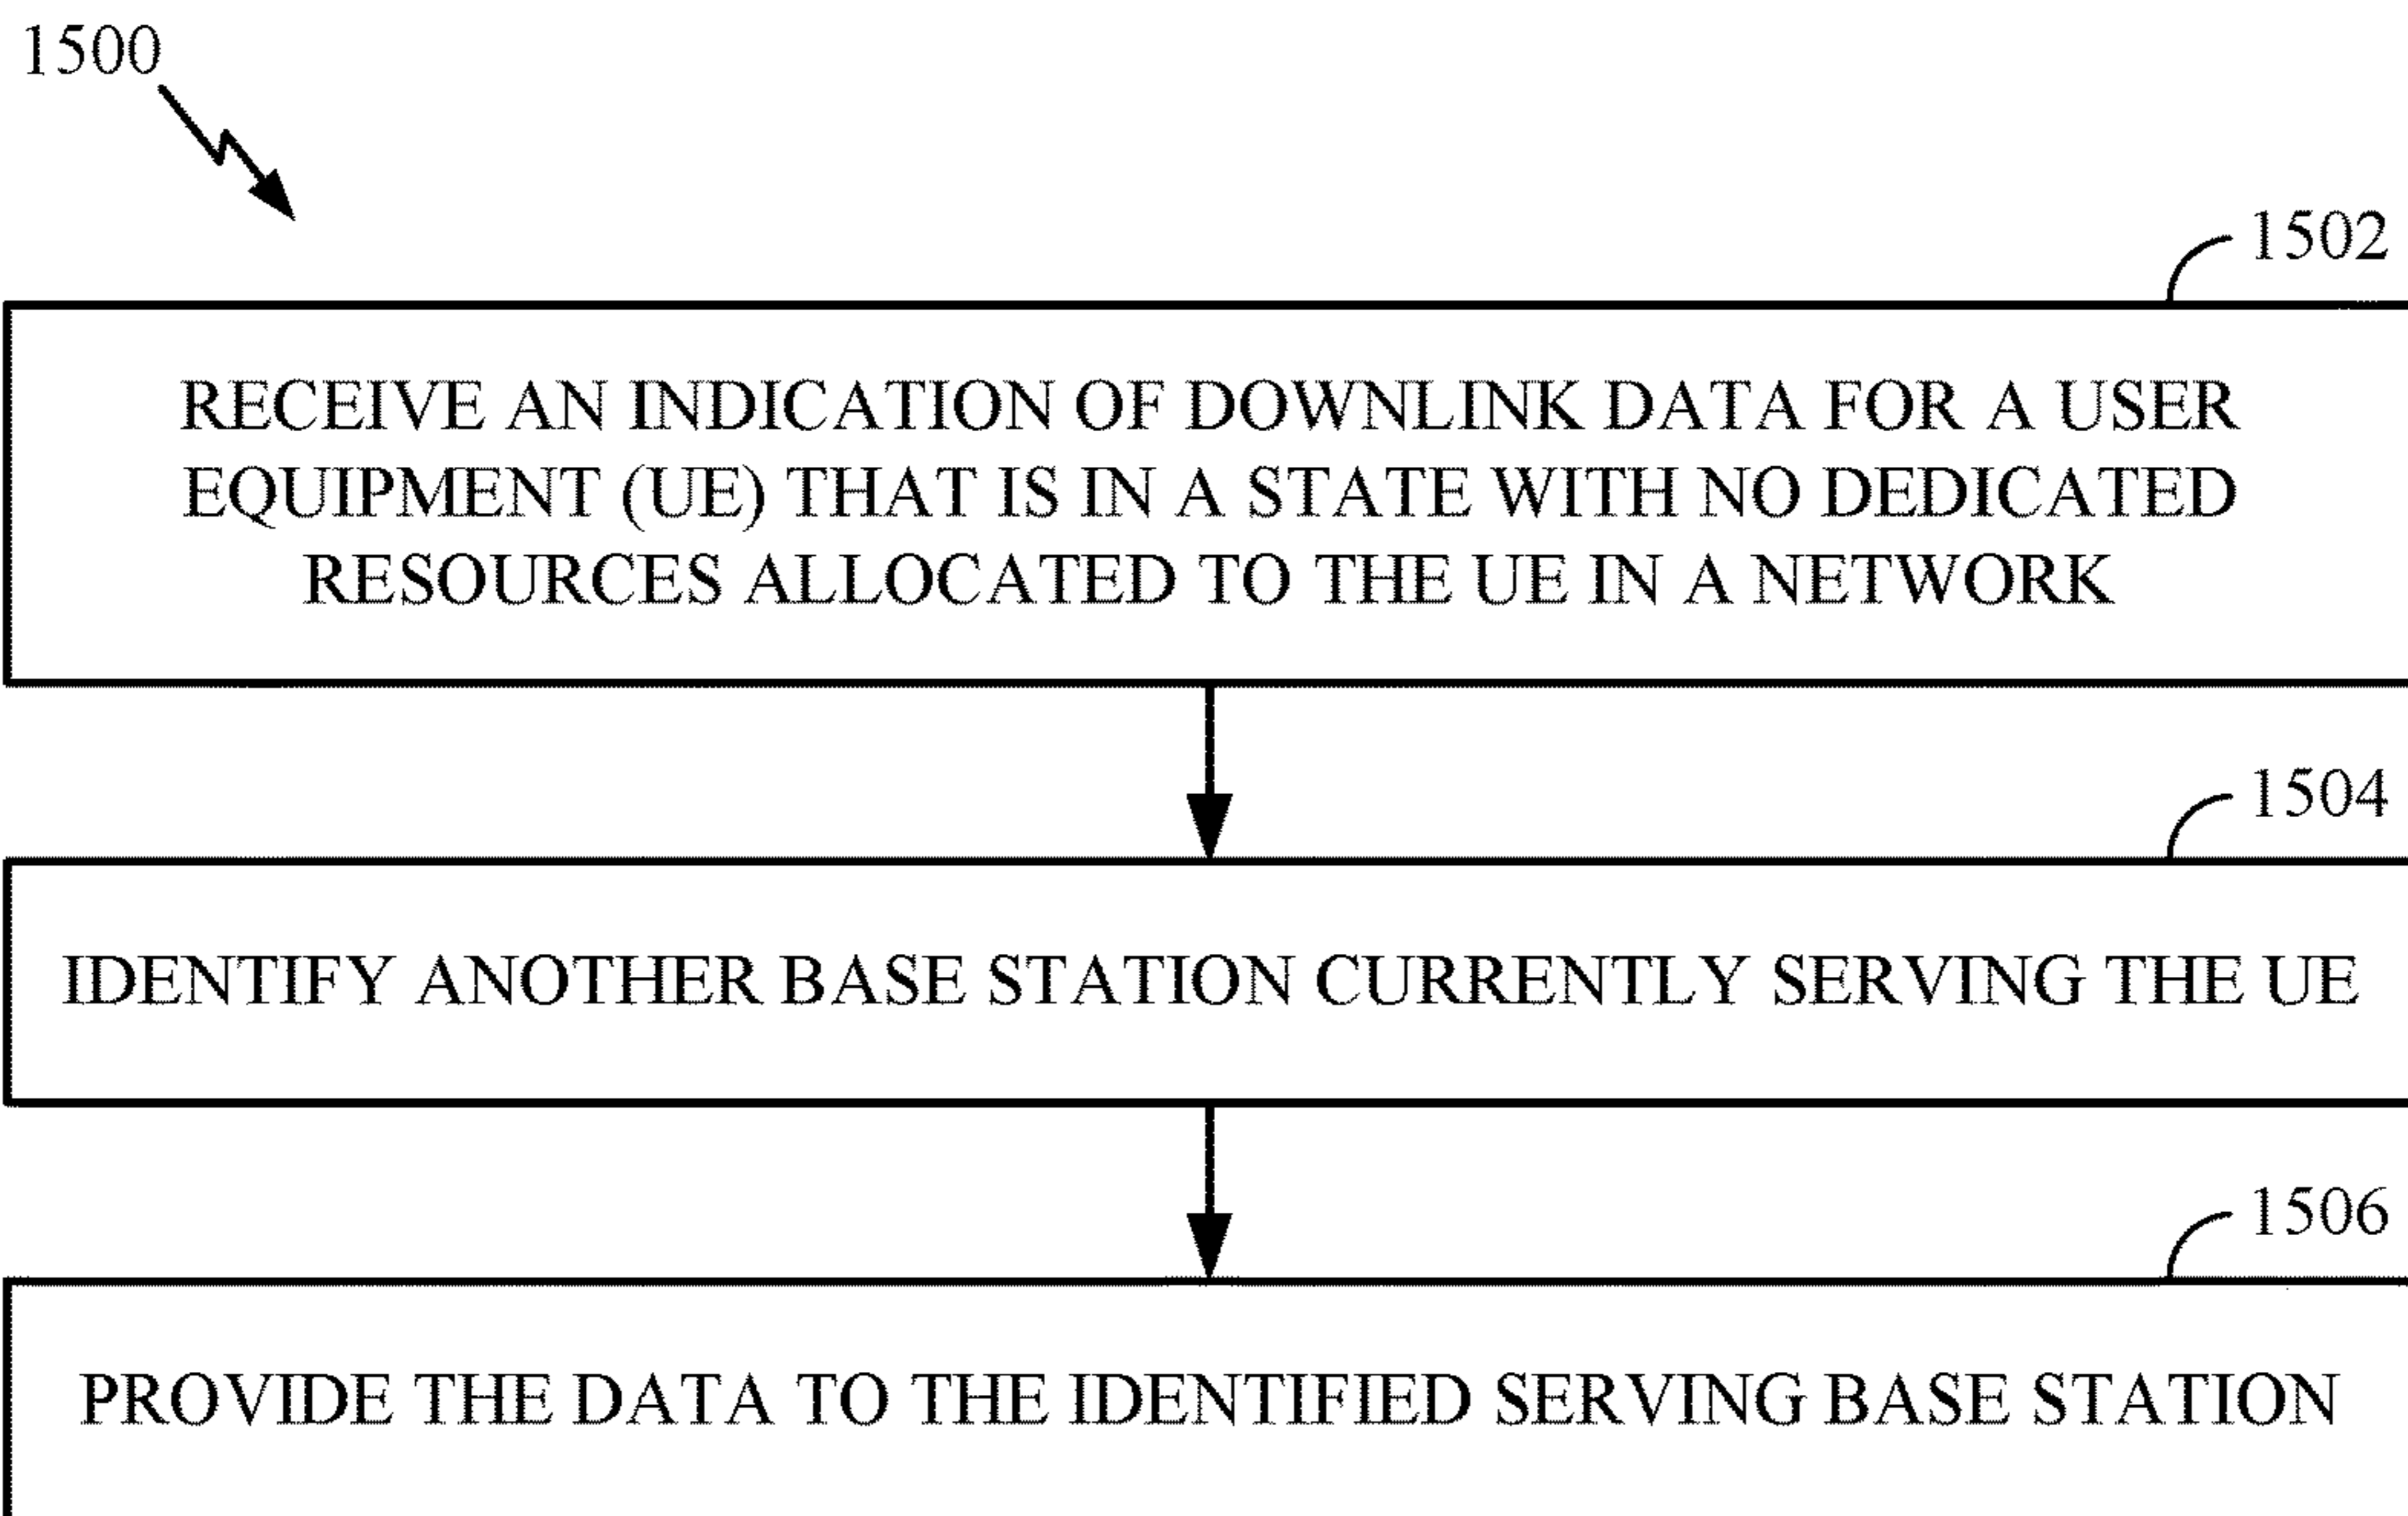 1500
1502
RECEIVE AN INDICATION OF DOWNLINK DATA FOR A USER
EQUIPMENT (UE) THAT IS IN A STATE WITH NO DEDICATED
RESOURCES ALLOCATED TO THE UE IN A NETWORK
1504
IDENTIFY ANOTHER BASE STATION CURRENTLY SERVING THE UE
1506
PROVIDE THE DATA TO THE IDENTIFIED SERVING BASE STATION